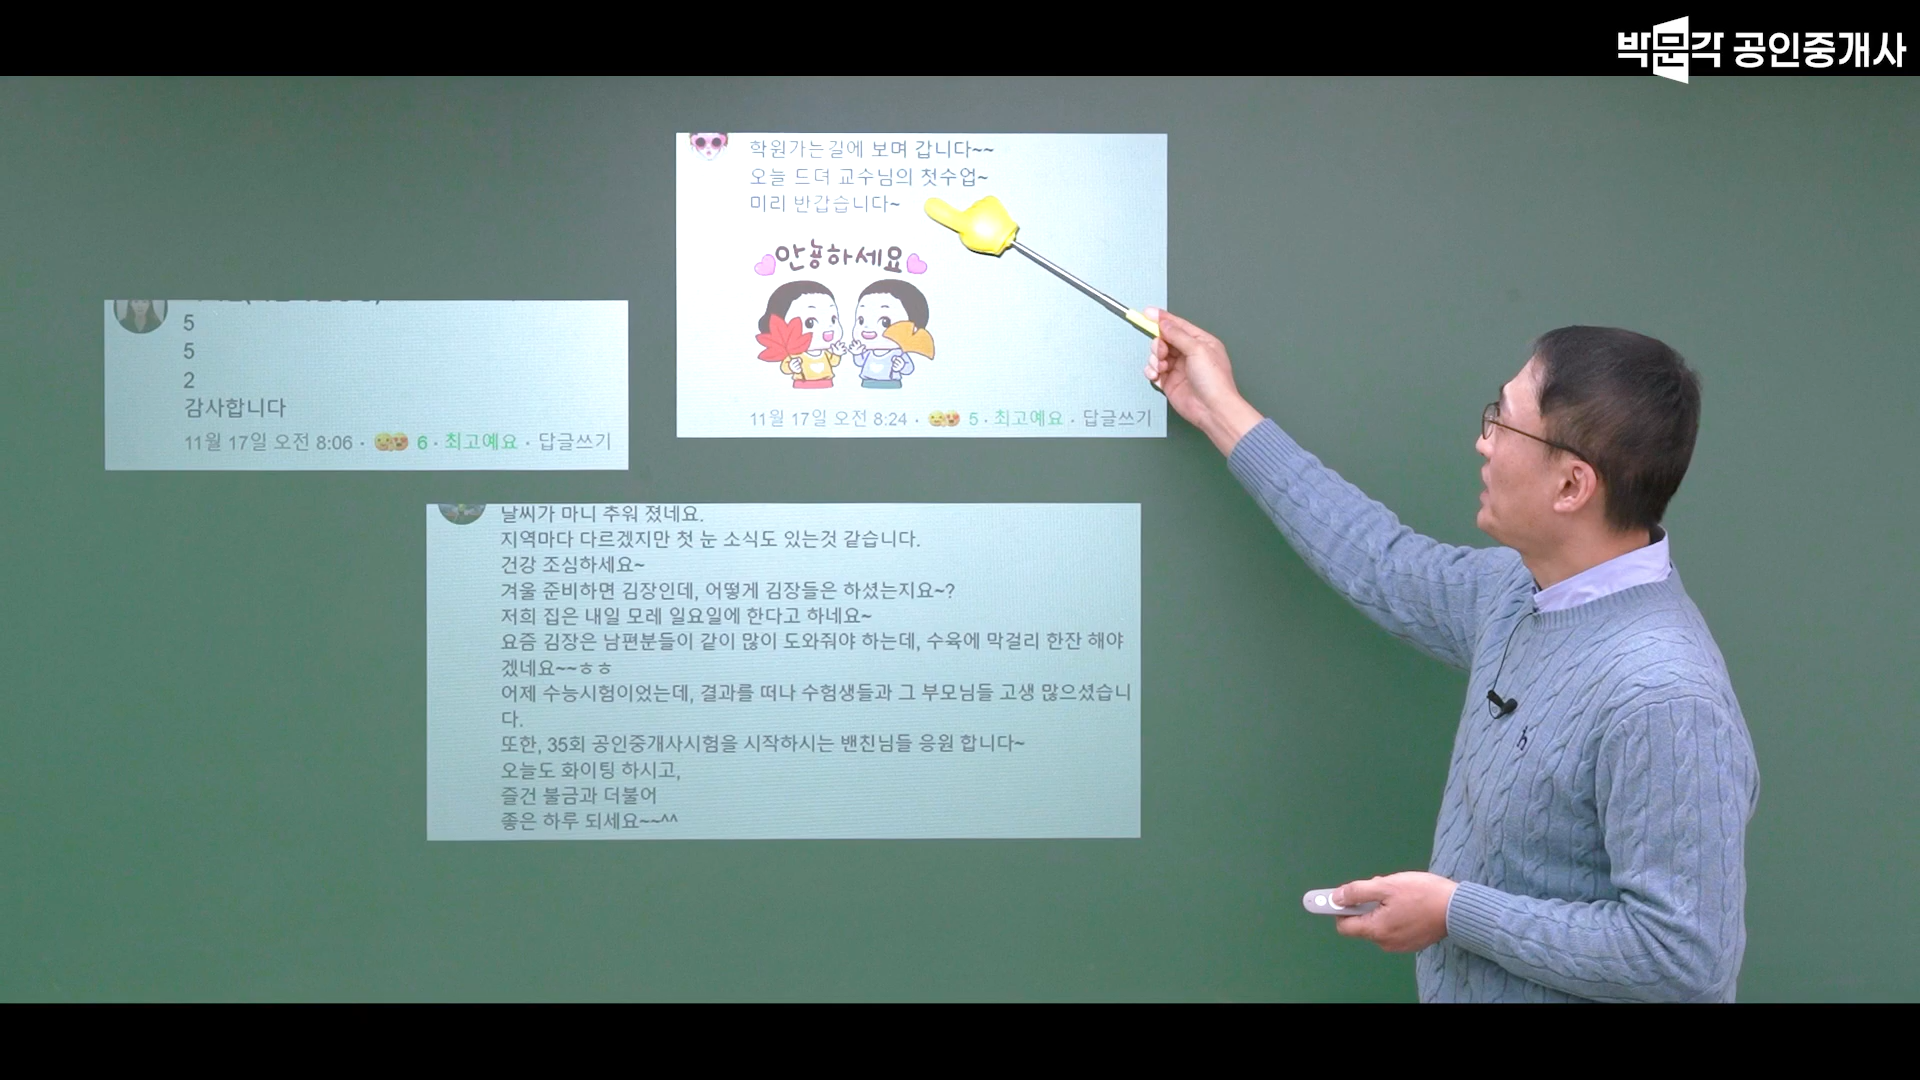 박문각 공인중개사
학원가는길에 보며 갑니다~~
오늘 드뎌 교수님의 첫수업~
미리 반갑습니다~
안녕하세요
11월 17일 오전 8:24 · 5 · 최고예요 · 답글쓰기
5
5
2
감사합니다
11월 17일 오전 8:06 · 6 · 최고예요 · 답글쓰기
날씨가 마니 추워 졌네요.
지역마다 다르겠지만 첫 눈 소식도 있는것 같습니다.
건강 조심하세요~
겨울 준비하면 김장인데, 어떻게 김장들은 하셨는지요~?
저희 집은 내일 모레 일요일에 한다고 하네요~
요즘 김장은 남편분들이 같이 많이 도와줘야 하는데, 수육에 막걸리 한잔 해야
겠네요~~ㅎㅎ
어제 수능시험이었는데, 결과를 떠나 수험생들과 그 부모님들 고생 많으셨습니
다.
또한, 35회 공인중개사시험을 시작하시는 밴친님들 응원 합니다~
오늘도 화이팅 하시고,
즐건 불금과 더불어
좋은 하루 되세요~~^^